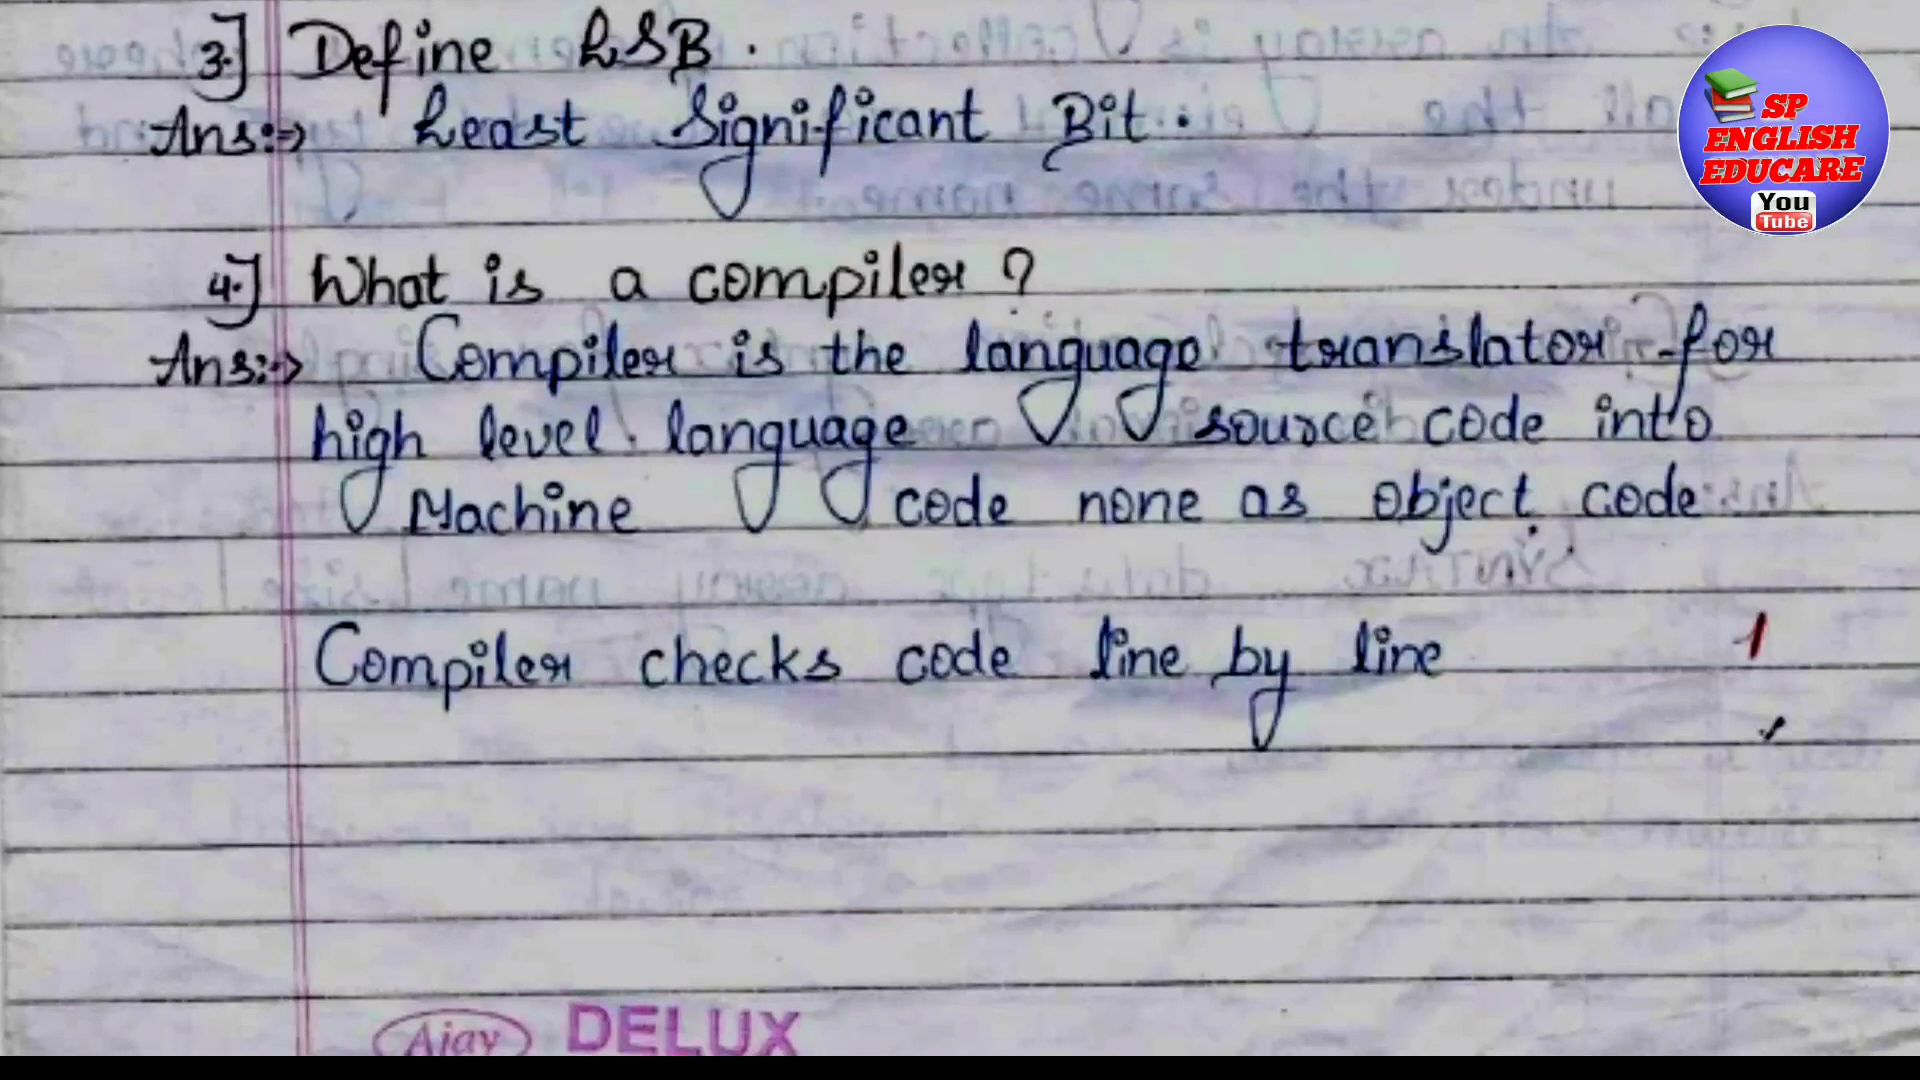 3.] Define LSB.
Ans:-> Least Significant Bit.
4.] What is a compiler?
Ans:-> Compiler is the language translator for
high level language source code into
Machine code none as object code
Compiler checks code line by line
1
Ajay DELUX
SP
ENGLISH
EDUCARE
You
Tube